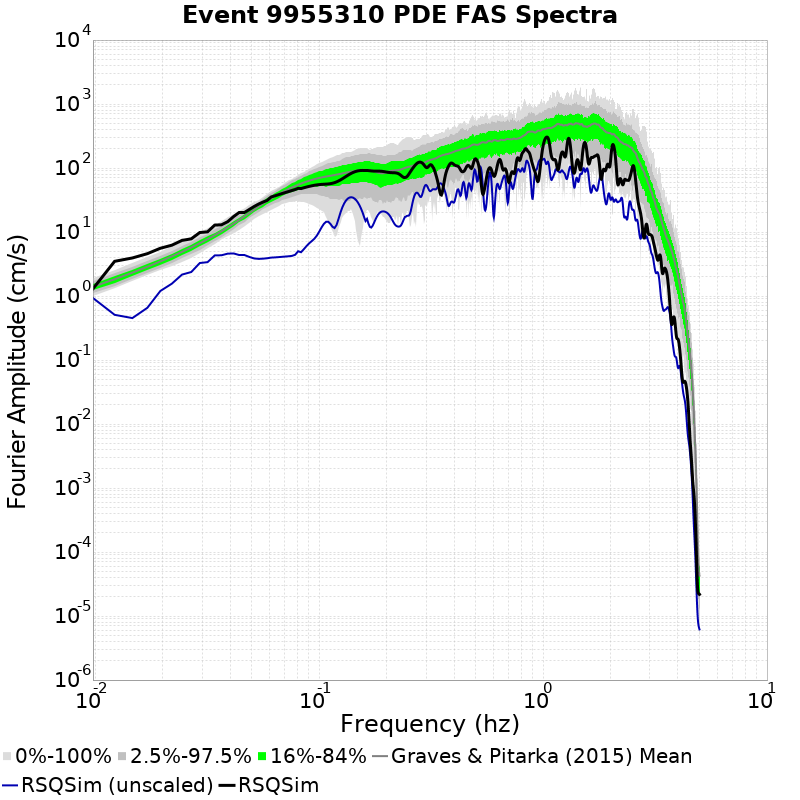 Event 9955310 PDE FAS Spectra
10^4
10^3
10^2
10^1
10^0
10^-1
10^-2
10^-3
10^-4
10^-5
10^-6
Fourier Amplitude (cm/s)
10^-2 10^-1 10^0 10^1
Frequency (hz)
0%-100% 2.5%-97.5% 16%-84% Graves & Pitarka (2015) Mean
RSQSim (unscaled) RSQSim